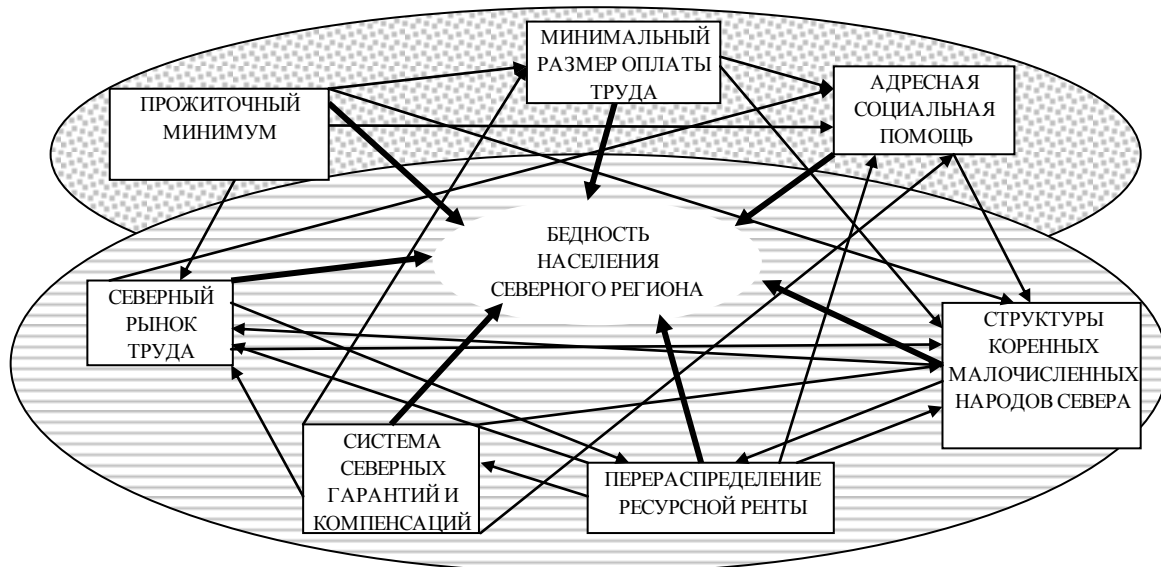 МИНИМАЛЬНЫЙ
РАЗМЕР ОПЛАТЫ
ТРУДА
АДРЕСНАЯ
СОЦИАЛЬНАЯ
ПОМОЩЬ
ПРОЖИТОЧНЫЙ
МИНИМУМ
БЕДНОСТЬ
НАСЕЛЕНИЯ
СЕВЕРНОГО РЕГИОНА
СЕВЕРНЫЙ
РЫНОК
ТРУДА
СТРУКТУРЫ
КОРЕННЫХ
МАЛОЧИСЛЕННЫХ
НАРОДОВ СЕВЕРА
СИСТЕМА
СЕВЕРНЫХ
ГАРАНТИЙ И
КОМПЕНСАЦИЙ
ПЕРЕРАСПРЕДЕЛЕНИЕ
РЕСУРСНОЙ РЕНТЫ